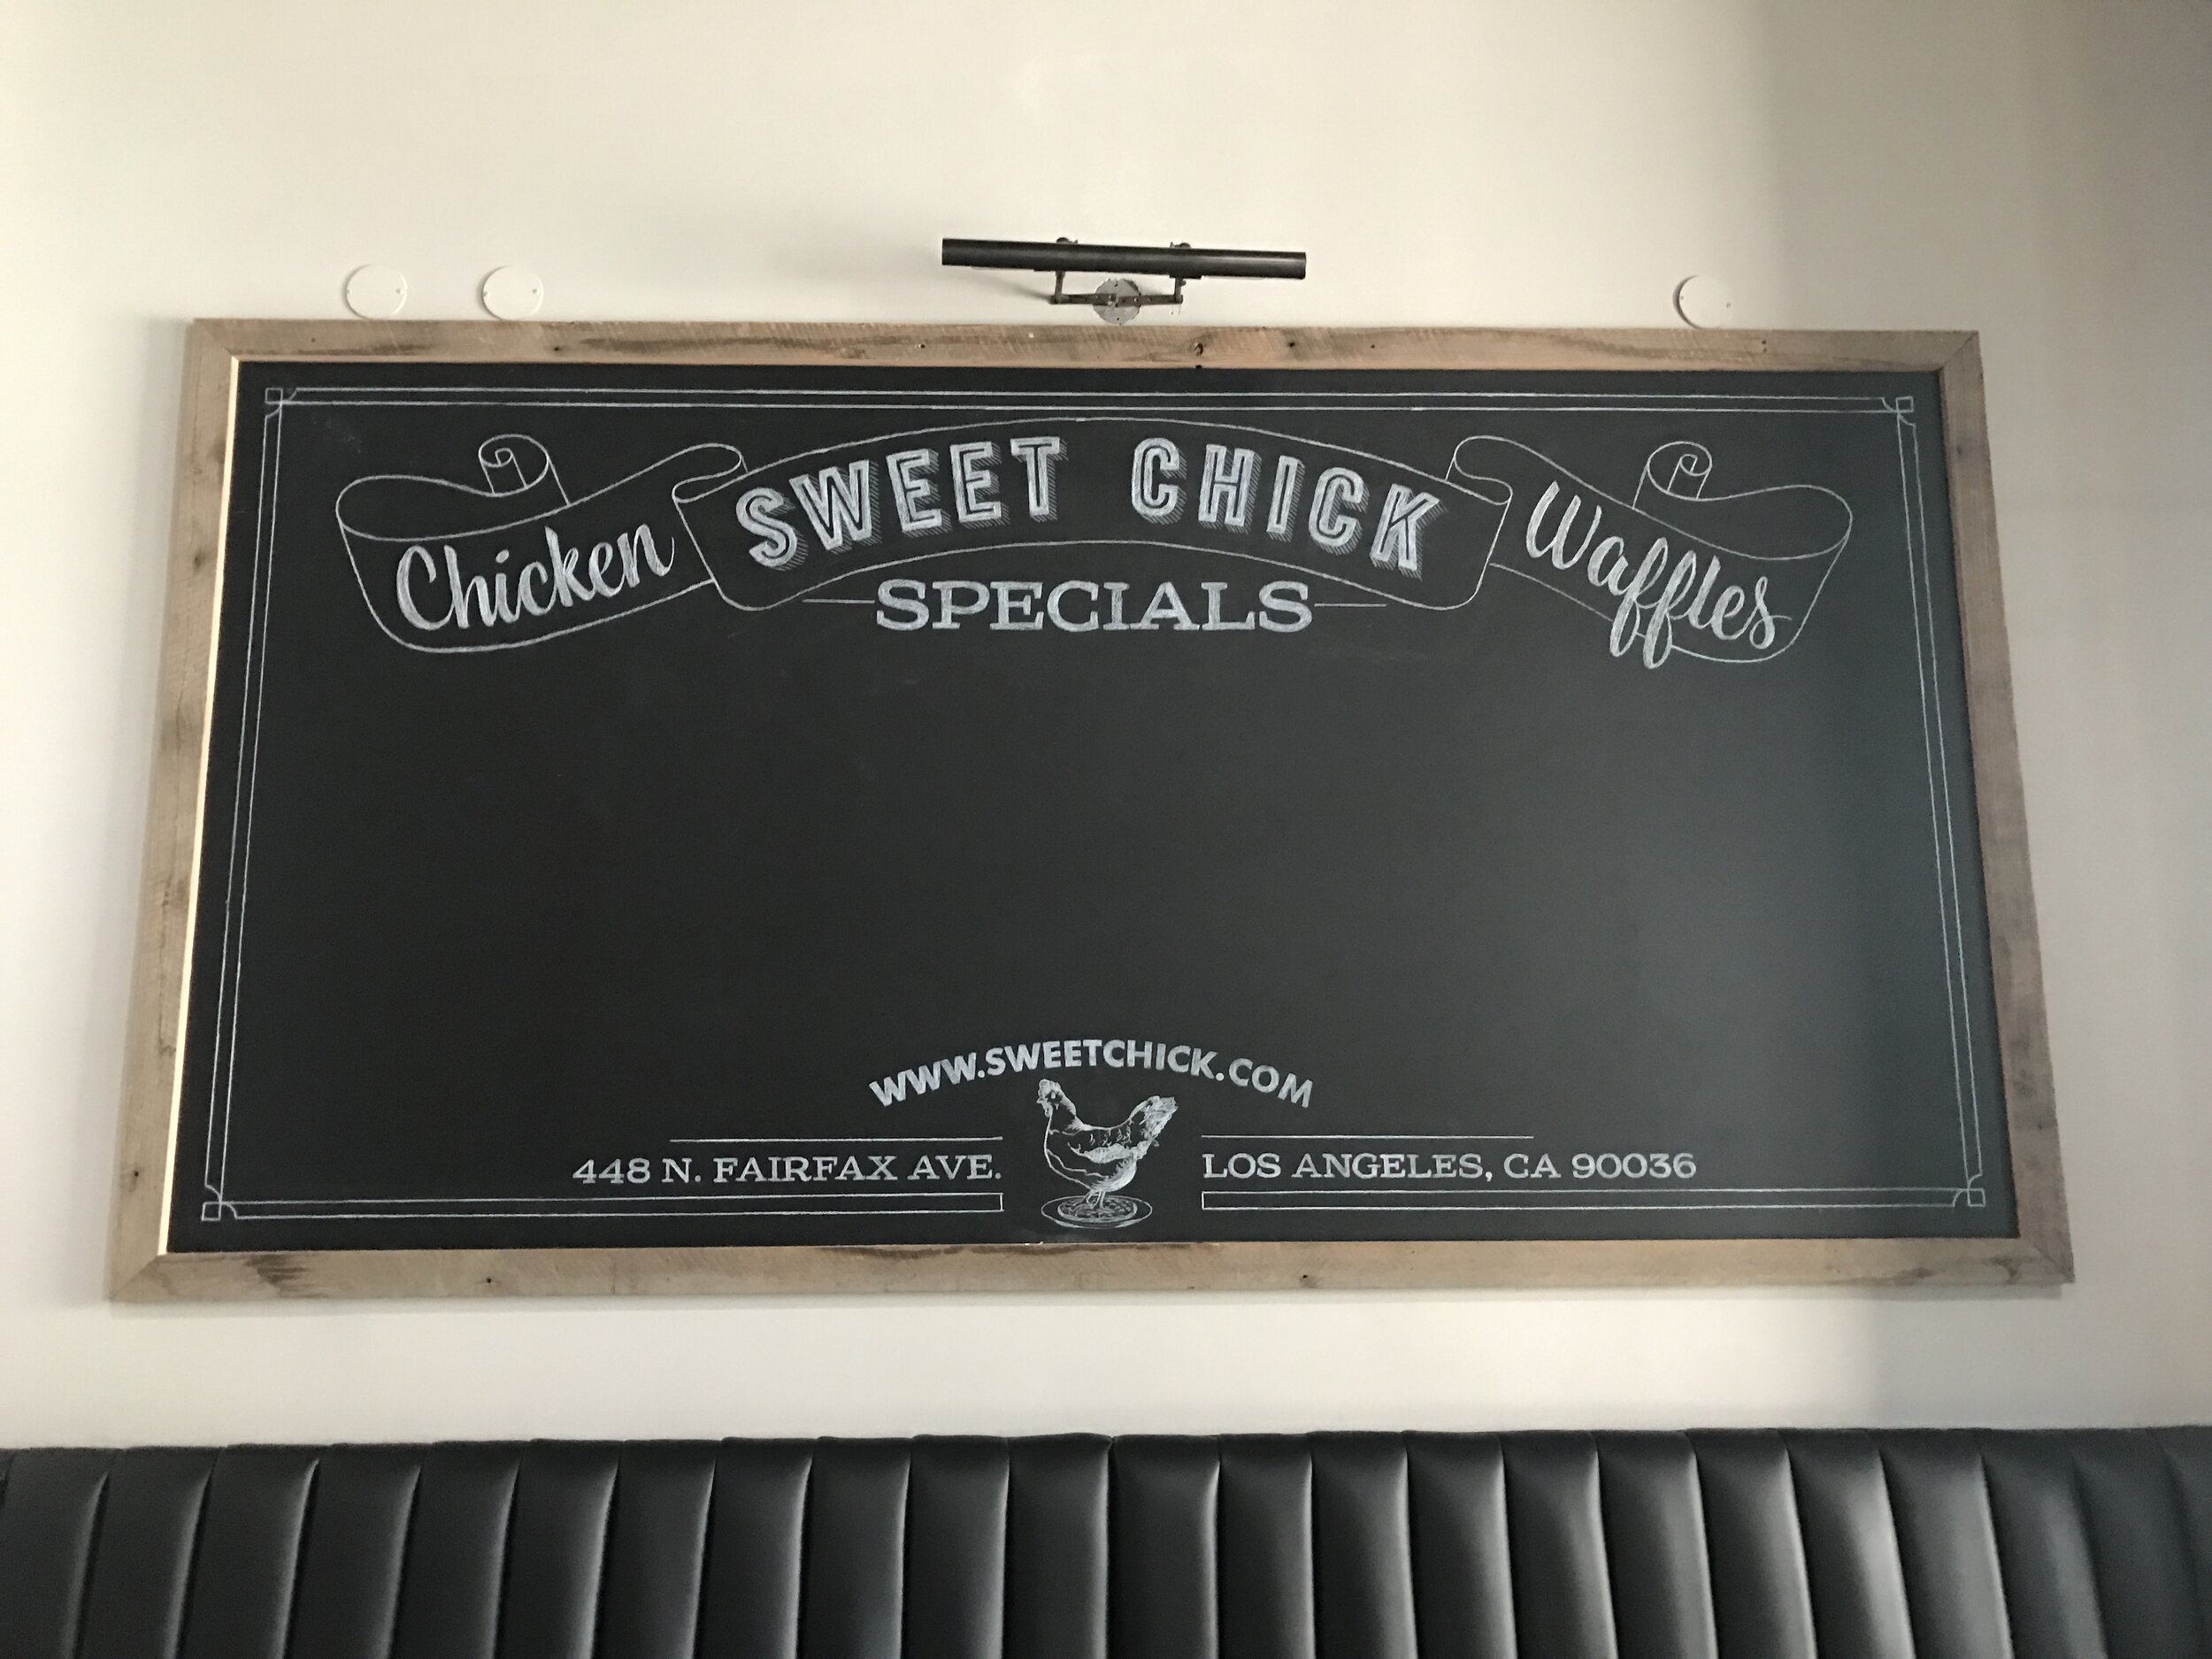 Chicken SWEET CHICK Waffles
SPECIALS
WWW.SWEETCHICK.COM
448 N. FAIRFAX AVE. LOS ANGELES, CA 90036